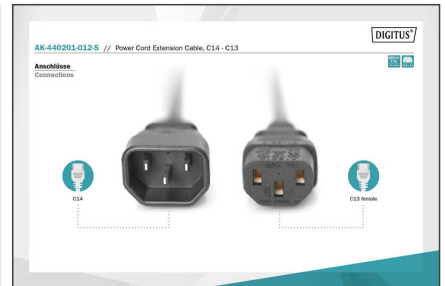 DIGITUS®
AK-440201-012-S // Power Cord Extension Cable, C14 - C13
Anschlüsse
Connections
C14
C13 female